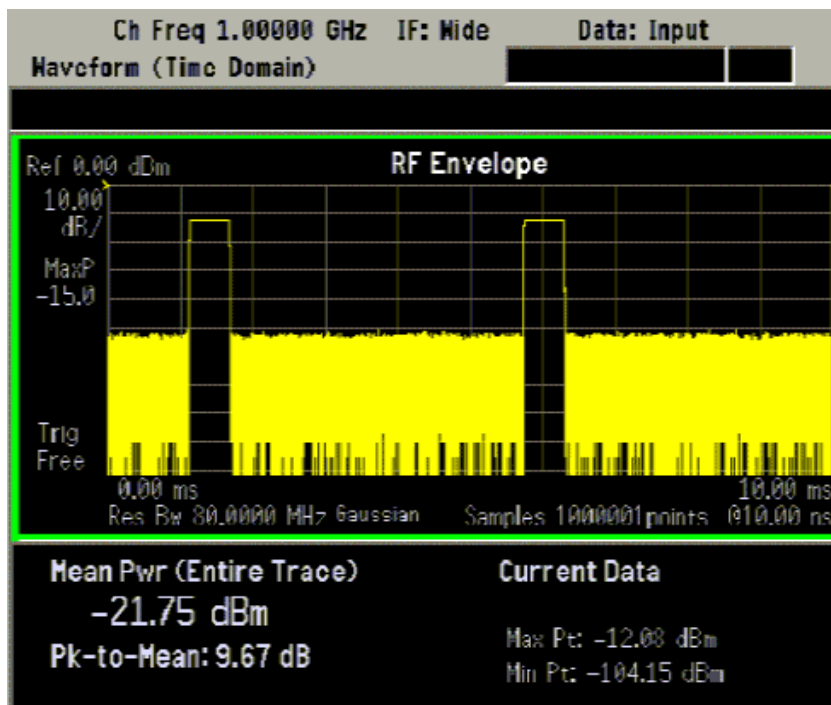 Ch Freq 1.00000 GHz IF: Wide Data: Input
Waveform (Time Domain)
Ref 0.00 dBm RF Envelope
10.00
dB/
MaxP
-15.0
Trig
Free
0.00 ms 10.00 ms
Res Bw 80.0000 MHz Gaussian Samples 1000001points @10.00 ns
Mean Pwr (Entire Trace) Current Data
-21.75 dBm
Max Pt: -12.08 dBm
Pk-to-Mean: 9.67 dB
Min Pt: -104.15 dBm